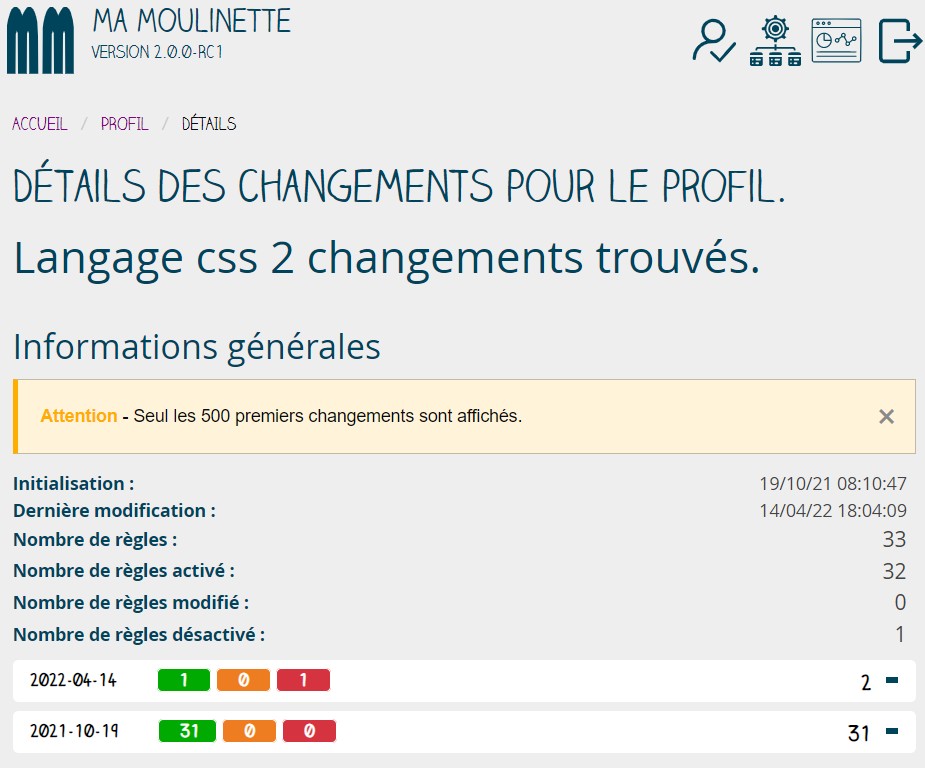 MA MOULINETTE
VERSION 2.0.0-RC1
ACCUEIL / PROFIL / DÉTAILS
DÉTAILS DES CHANGEMENTS POUR LE PROFIL.
Langage css 2 changements trouvés.
Informations générales
Attention - Seul les 500 premiers changements sont affichés. ×
Initialisation : 19/10/21 08:10:47
Dernière modification : 14/04/22 18:04:09
Nombre de règles : 33
Nombre de règles activé : 32
Nombre de règles modifié : 0
Nombre de règles désactivé : 1
2022-04-14 1 0 1 2 -
2021-10-19 31 0 0 31 -